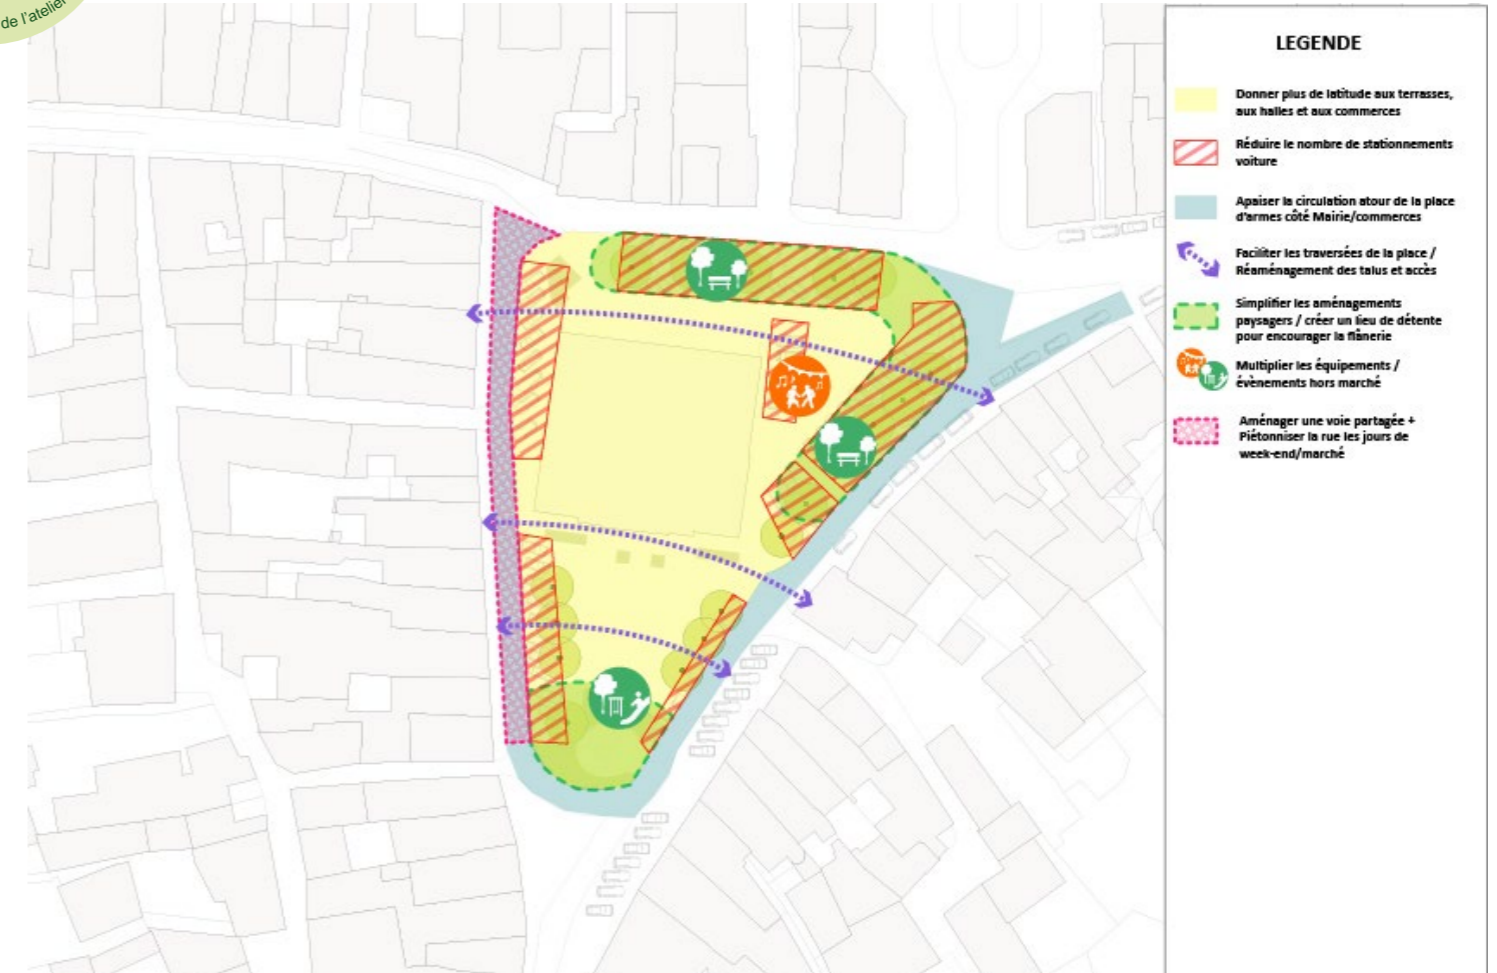 de l'atelier
LEGENDE
Donner plus de latitude aux terrasses,
aux halles et aux commerces
Réduire le nombre de stationnements
voiture
Apaiser la circulation atour de la place
d'armes côté Mairie/commerces
Faciliter les traversées de la place /
Réaménagement des talus et accès
Simplifier les aménagements
paysagers / créer un lieu de détente
pour encourager la flânerie
Multiplier les équipements /
évènements hors marché
Aménager une voie partagée +
Piétonniser la rue les jours de
week-end/marché